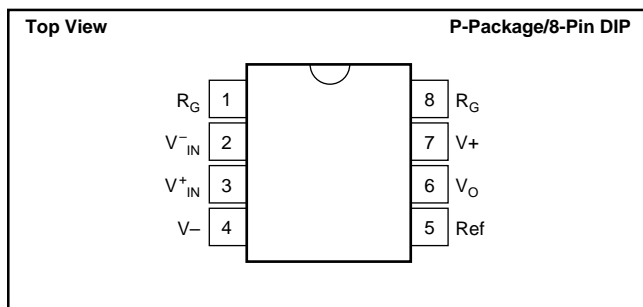 Top View P-Package/8-Pin DIP
R_G 1 8 R_G
V⁻_IN 2 7 V+
V⁺_IN 3 6 V_O
V– 4 5 Ref